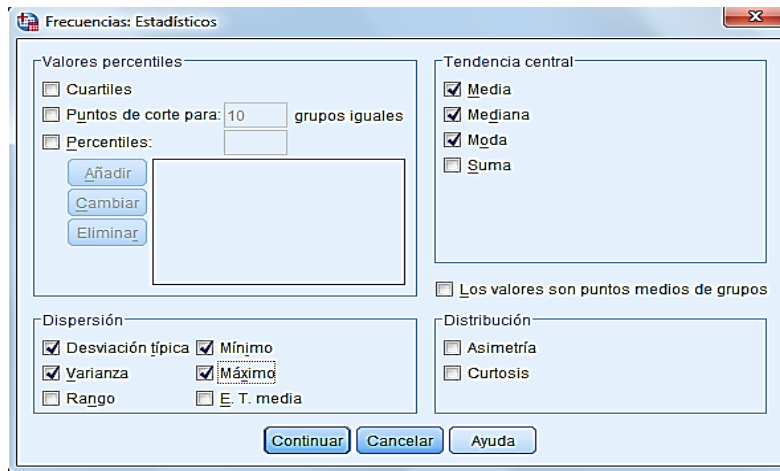 Frecuencias: Estadísticos
Valores percentiles
Cuartiles
Puntos de corte para: 10 grupos iguales
Percentiles:
Añadir
Cambiar
Eliminar
Tendencia central
Media
Mediana
Moda
Suma
Los valores son puntos medios de grupos
Dispersión
Desviación típica Mínimo
Varianza Máximo
Rango E. T. media
Distribución
Asimetría
Curtosis
Continuar Cancelar Ayuda